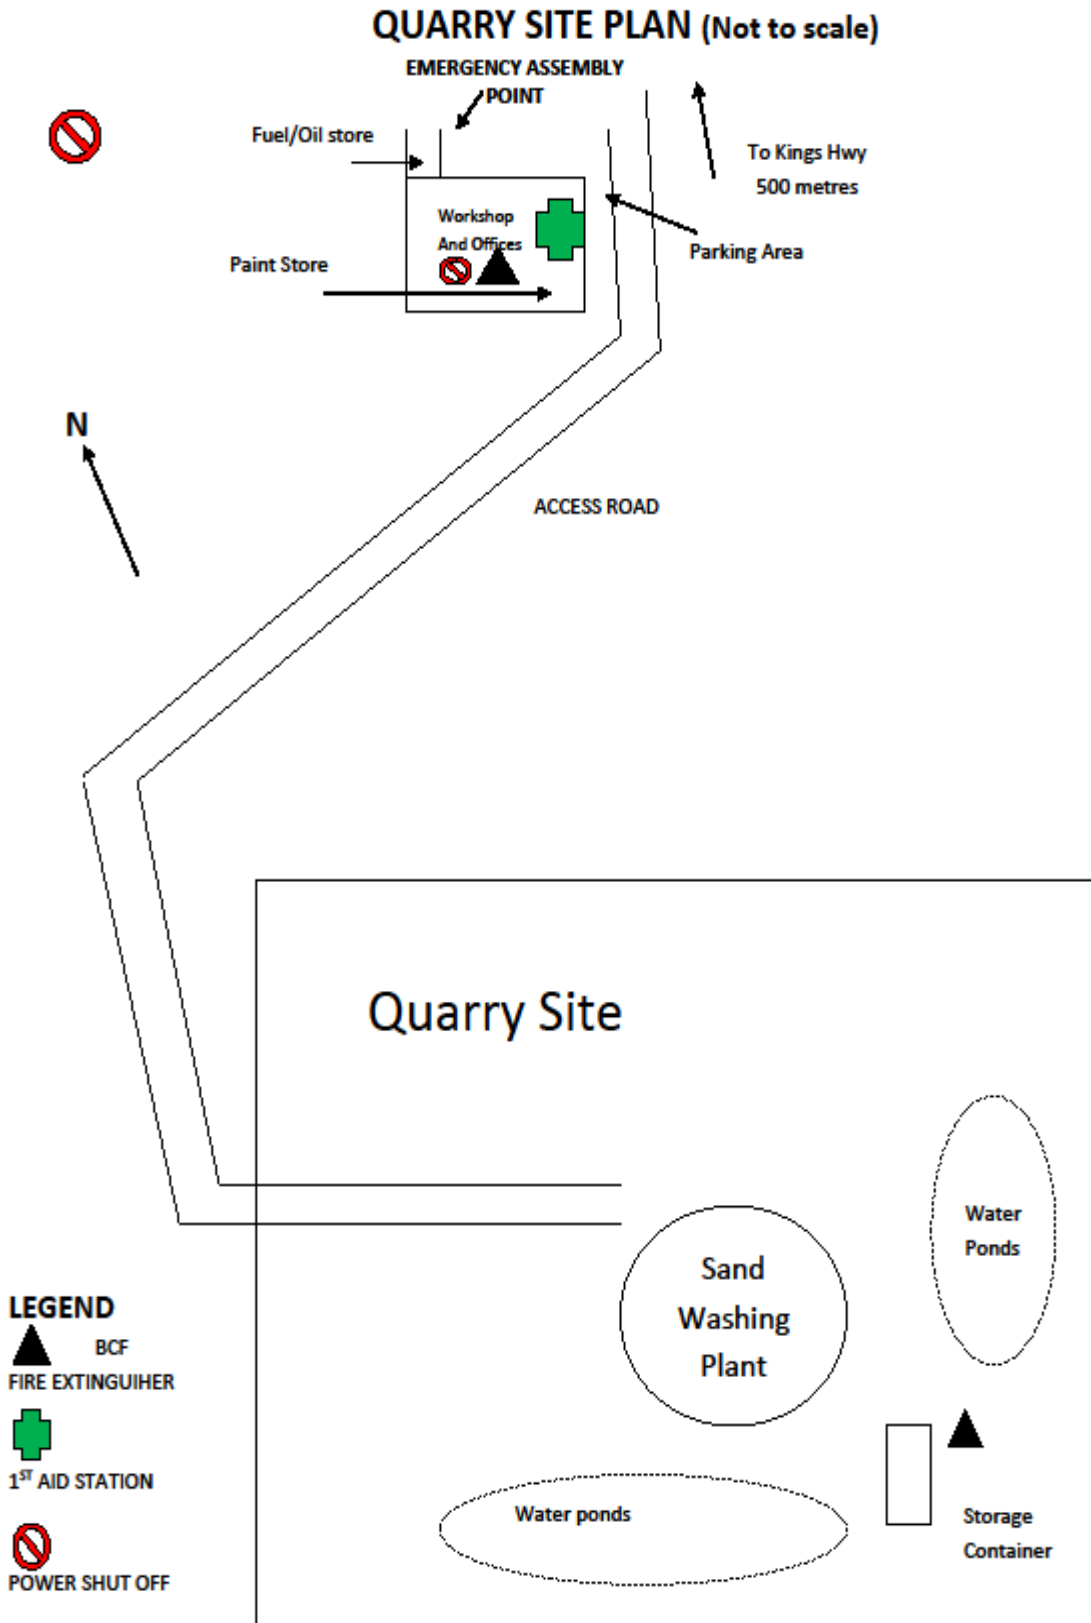 QUARRY SITE PLAN (Not to scale)
EMERGENCY ASSEMBLY
POINT
Fuel/Oil store
To Kings Hwy
500 metres
Workshop
And Offices
Parking Area
Paint Store
N
ACCESS ROAD
Quarry Site
Water
Ponds
Sand
Washing
Plant
LEGEND
BCF
FIRE EXTINGUIHER
1ST AID STATION
POWER SHUT OFF
Water ponds
Storage
Container